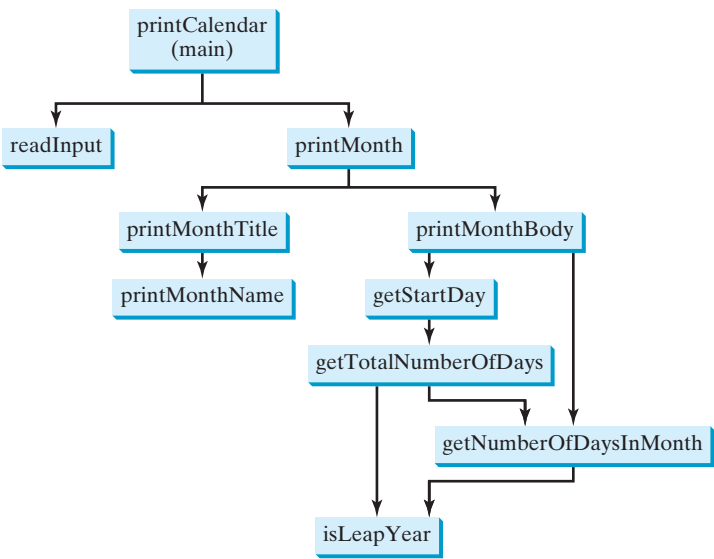 printCalendar
(main)
readInput
printMonth
printMonthTitle
printMonthBody
printMonthName
getStartDay
getTotalNumberOfDays
getNumberOfDaysInMonth
isLeapYear